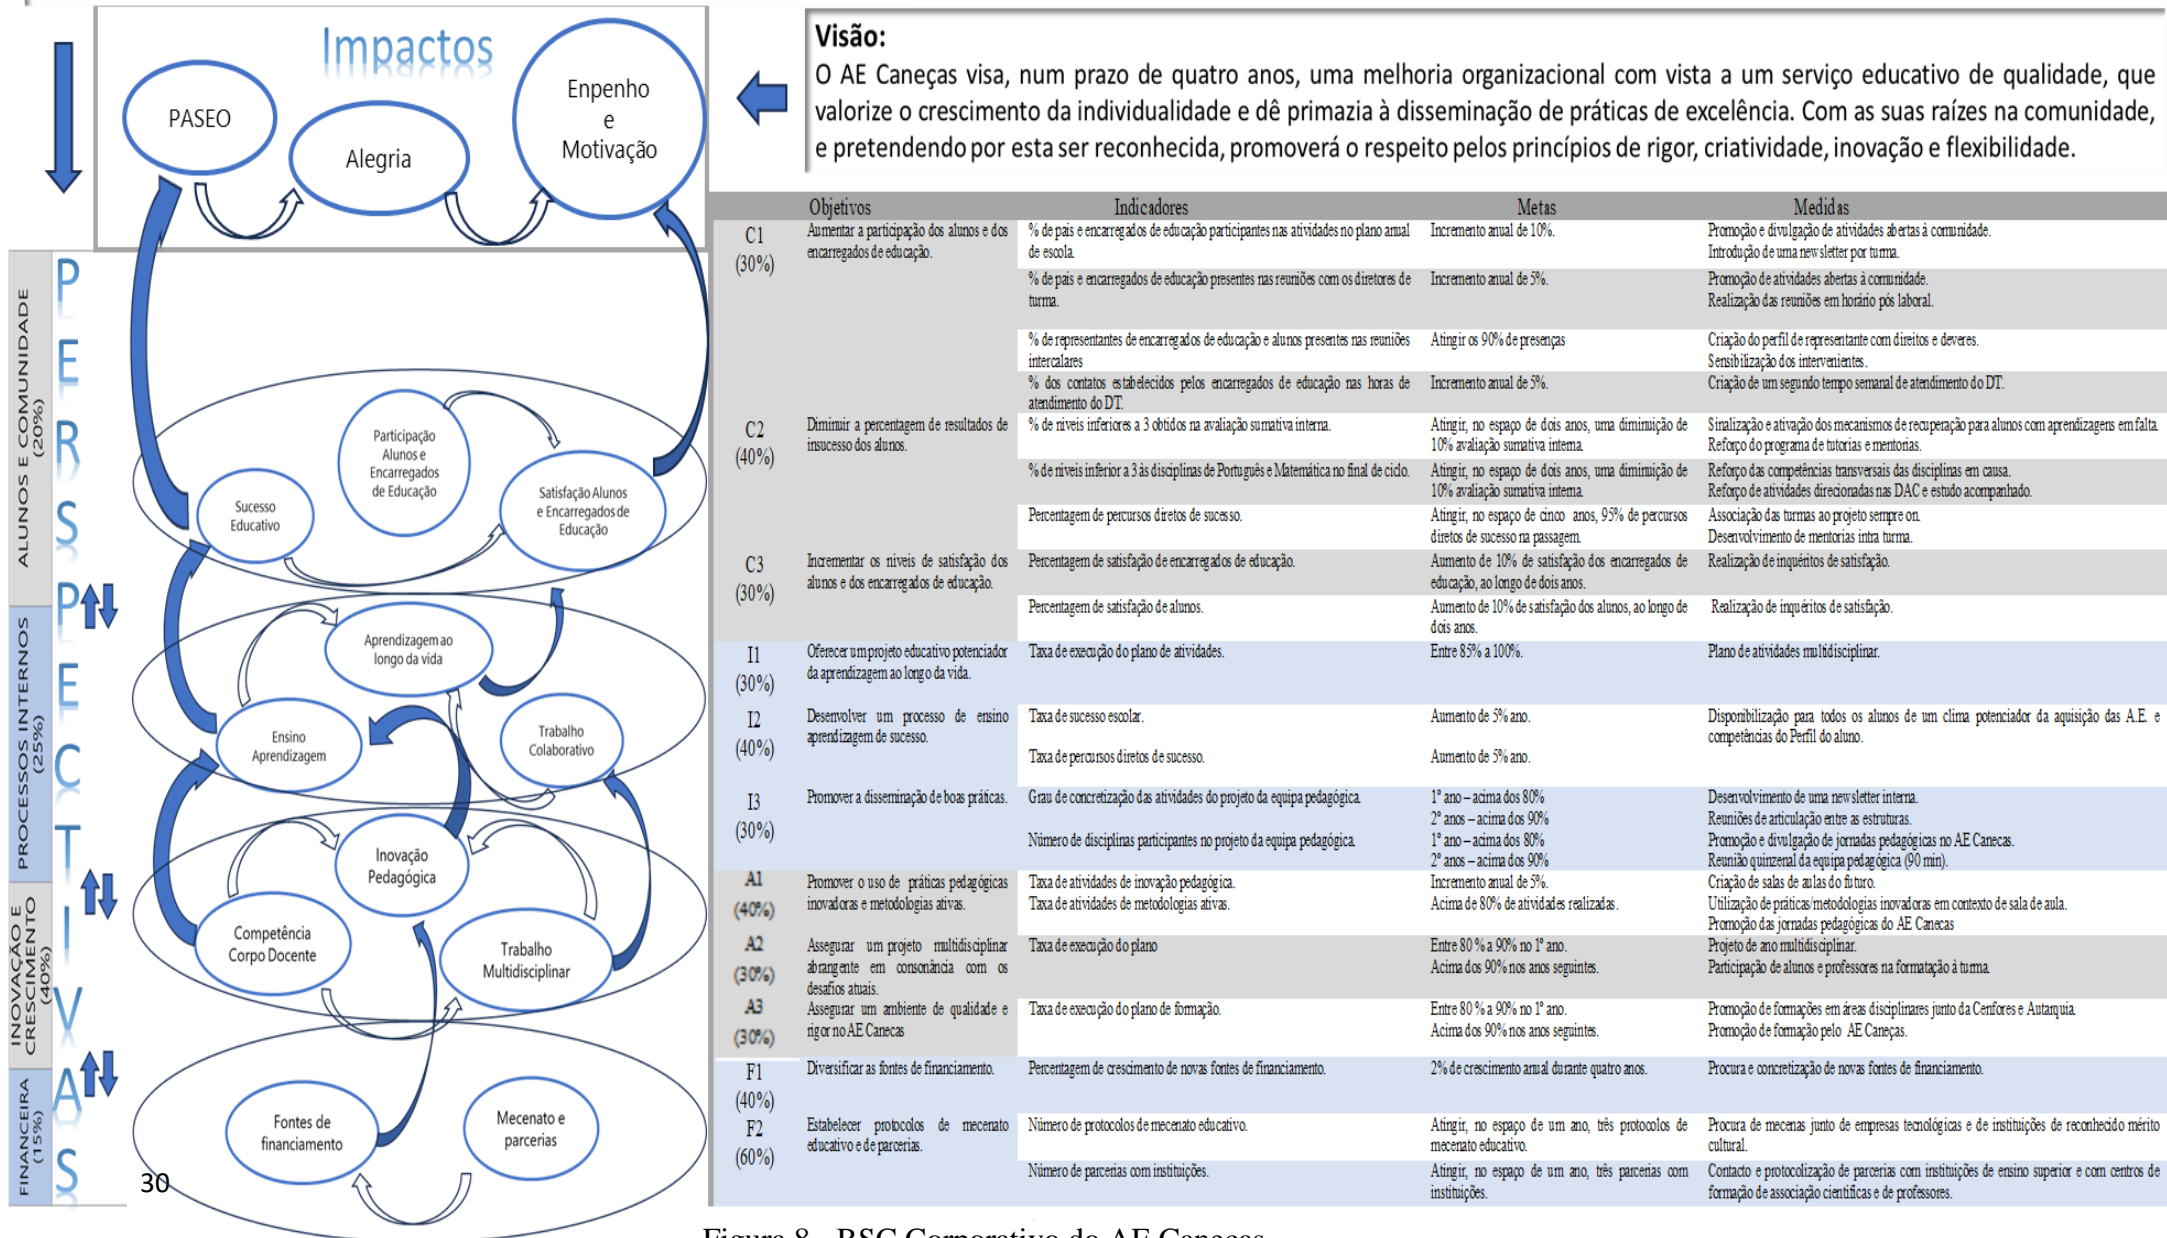 Impactos
PASEO
Alegria
Enpenho
e
Motivação
Visão:
O AE Caneças visa, num prazo de quatro anos, uma melhoria organizacional com vista a um serviço educativo de qualidade, que
valorize o crescimento da individualidade e dê primazia à disseminação de práticas de excelência. Com as suas raízes na comunidade,
e pretendendo por esta ser reconhecida, promoverá o respeito pelos princípios de rigor, criatividade, inovação e flexibilidade.
PERSPECTIVAS
ALUNOS E COMUNIDADE
(20%)
Participação
Alunos e
Encarregados
de Educação
Sucesso
Educativo
Satisfação Alunos
e Encarregados de
Educação
PROCESSOS INTERNOS
(25%)
Aprendizagem ao
longo da vida
Ensino
Aprendizagem
Trabalho
Colaborativo
INOVAÇÃO E
CRESCIMENTO
(40%)
Inovação
Pedagógica
Competência
Corpo Docente
Trabalho
Multidisciplinar
FINANCEIRA
(15%)
Fontes de
financiamento
Mecenato e
parcerias
30
Objetivos Indicadores Metas Medidas
C1
(30%)
Aumentar a participação dos alunos e dos
encarregados de educação.
% de pais e encarregados de educação participantes nas atividades no plano anual
de escola.
Incremento anual de 10%.
Promoção e divulgação de atividades abertas à comunidade.
Introdução de uma newsletter por turma.
% de pais e encarregados de educação presentes nas reuniões com os diretores de
turma.
Incremento anual de 5%.
Promoção de atividades abertas à comunidade.
Realização das reuniões em horário pós laboral.
% de representantes de encarregados de educação e alunos presentes nas reuniões
intercalares
Atingir os 90% de presenças
Criação do perfil de representante com direitos e deveres.
Sensibilização dos intervenientes.
% dos contatos estabelecidos pelos encarregados de educação nas horas de
atendimento do DT.
Incremento anual de 5%.
Criação de um segundo tempo semanal de atendimento do DT.
C2
(40%)
Diminuir a percentagem de resultados de
insucesso dos alunos.
% de niveis inferiores a 3 obtidos na avaliação sumativa interna.
Atingir, no espaço de dois anos, uma diminuição de
10% avaliação sumativa interna.
Sinalização e ativação dos mecanismos de recuperação para alunos com aprendizagens em falta.
Reforço do programa de tutorias e mentorias.
% de niveis inferior a 3 às disciplinas de Português e Matemática no final de ciclo.
Atingir, no espaço de dois anos, uma diminuição de
10% avaliação sumativa interna.
Reforço das competências transversais das disciplinas em causa.
Reforço de atividades direcionadas nas DAC e estudo acompanhado.
Percentagem de percursos diretos de sucesso.
Atingir, no espaço de cinco anos, 95% de percursos
diretos de sucesso na passagem.
Associação das turmas ao projeto sempre on.
Desenvolvimento de mentorias intra turma.
C3
(30%)
Incrementar os níveis de satisfação dos
alunos e dos encarregados de educação.
Percentagem de satisfação de encarregados de educação.
Aumento de 10% de satisfação dos encarregados de
educação, ao longo de dois anos.
Realização de inquéritos de satisfação.
Percentagem de satisfação de alunos.
Aumento de 10% de satisfação dos alunos, ao longo de
dois anos.
Realização de inquéritos de satisfação.
I1
(30%)
Oferecer um projeto educativo potenciador
da aprendizagem ao longo da vida.
Taxa de execução do plano de atividades.
Entre 85% a 100%.
Plano de atividades multidisciplinar.
I2
(40%)
Desenvolver um processo de ensino
aprendizagem de sucesso.
Taxa de sucesso escolar.
Aumento de 5% ano.
Disponibilização para todos os alunos de um clima potenciador da aquisição das A.E. e
competências do Perfil do aluno.
Taxa de percursos diretos de sucesso.
Aumento de 5% ano.
I3
(30%)
Promover a disseminação de boas práticas.
Grau de concretização das atividades do projeto da equipa pedagógica.
1º ano – acima dos 80%
2º anos – acima dos 90%
Desenvolvimento de uma newsletter interna.
Reuniões de articulação entre as estruturas.
Número de disciplinas participantes no projeto da equipa pedagógica.
1º ano – acima dos 80%
2º anos – acima dos 90%
Promoção e divulgação de jornadas pedagógicas no AE Canecas.
Reunião quinzenal da equipa pedagógica (90 min).
A1
(40%)
Promover o uso de práticas pedagógicas
inovadoras e metodologias ativas.
Taxa de atividades de inovação pedagógica.
Taxa de atividades de metodologias ativas.
Incremento anual de 5%.
Acima de 80% de atividades realizadas.
Criação de salas de aulas do futuro.
Utilização de práticas/metodologias inovadoras em contexto de sala de aula.
Promoção das jornadas pedagógicas do AE Canecas
A2
(30%)
Assegurar um projeto multidisciplinar
abrangente em consonância com os
desafios atuais.
Taxa de execução do plano
Entre 80 % a 90% no 1º ano.
Acima dos 90% nos anos seguintes.
Projeto de ano multidisciplinar.
Participação de alunos e professores na formatação à turma.
A3
(30%)
Assegurar um ambiente de qualidade e
rigor no AE Canecas
Taxa de execução do plano de formação.
Entre 80 % a 90% no 1º ano.
Acima dos 90% nos anos seguintes.
Promoção de formações em áreas disciplinares junto da Cenfores e Autarquia.
Promoção de formação pelo AE Caneças.
F1
(40%)
Diversificar as fontes de financiamento.
Percentagem de crescimento de novas fontes de financiamento.
2% de crescimento anual durante quatro anos.
Procura e concretização de novas fontes de financiamento.
F2
(60%)
Estabelecer protocolos de mecenato
educativo e de parcerias.
Número de protocolos de mecenato educativo.
Atingir, no espaço de um ano, três protocolos de
mecenato educativo.
Procura de mecenas junto de empresas tecnológicas e de instituições de reconhecido mérito
cultural.
Número de parcerias com instituições.
Atingir, no espaço de um ano, três parcerias com
instituições.
Contacto e protocolização de parcerias com instituições de ensino superior e com centros de
formação de associação científicas e de professores.
Figura 8 - BSC Corporativo do AE Caneças